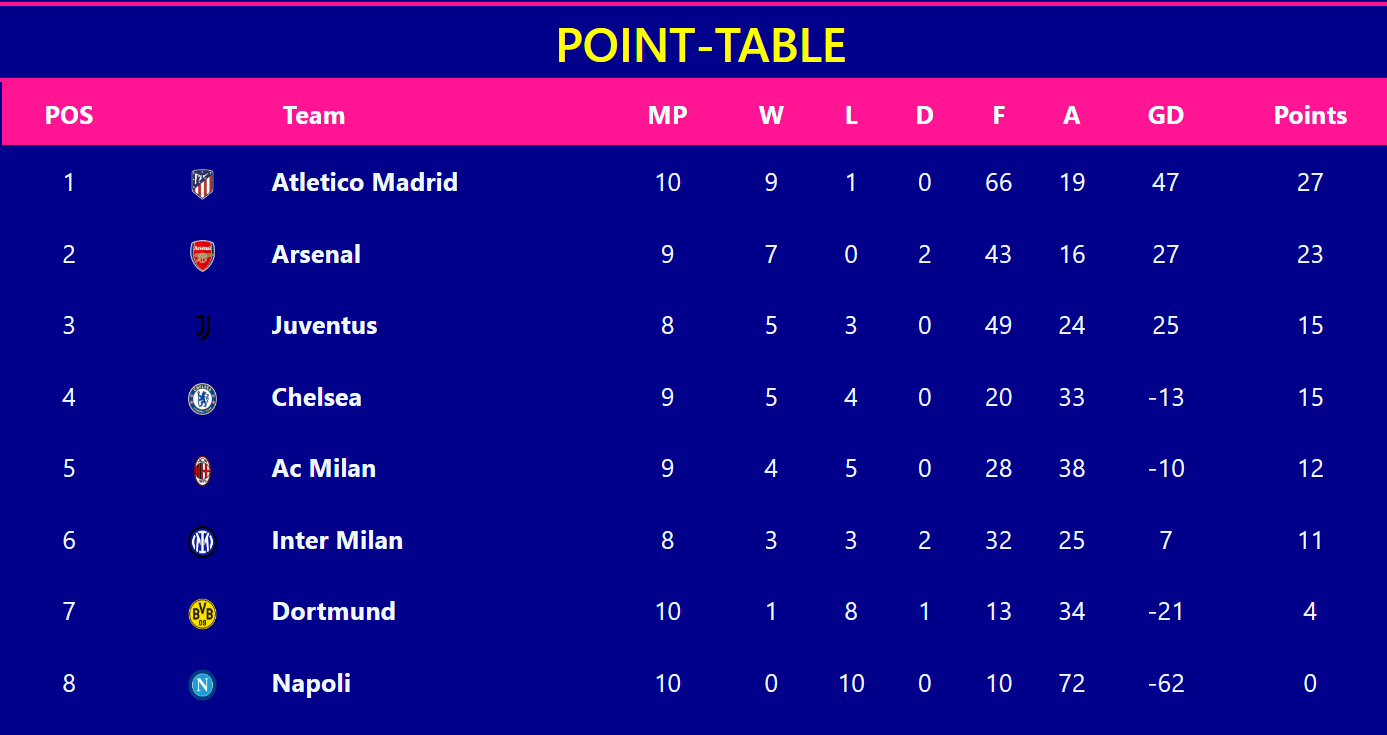 POINT-TABLE
POS Team MP W L D F A GD Points
1 Atletico Madrid 10 9 1 0 66 19 47 27
2 Arsenal 9 7 0 2 43 16 27 23
3 Juventus 8 5 3 0 49 24 25 15
4 Chelsea 9 5 4 0 20 33 -13 15
5 Ac Milan 9 4 5 0 28 38 -10 12
6 Inter Milan 8 3 3 2 32 25 7 11
7 BVB 09 Dortmund 10 1 8 1 13 34 -21 4
8 N Napoli 10 0 10 0 10 72 -62 0